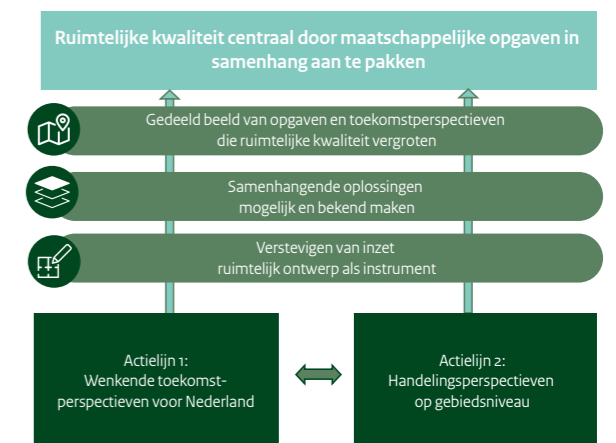 Ruimtelijke kwaliteit centraal door maatschappelijke opgaven in
samenhang aan te pakken
Gedeeld beeld van opgaven en toekomstperspectieven
die ruimtelijke kwaliteit vergroten
Samenhangende oplossingen
mogelijk en bekend maken
Verstevigen van inzet
ruimtelijk ontwerp als instrument
Actielijn 1:
Wenkende toekomst-
perspectieven voor Nederland
Actielijn 2:
Handelingsperspectieven
op gebiedsniveau